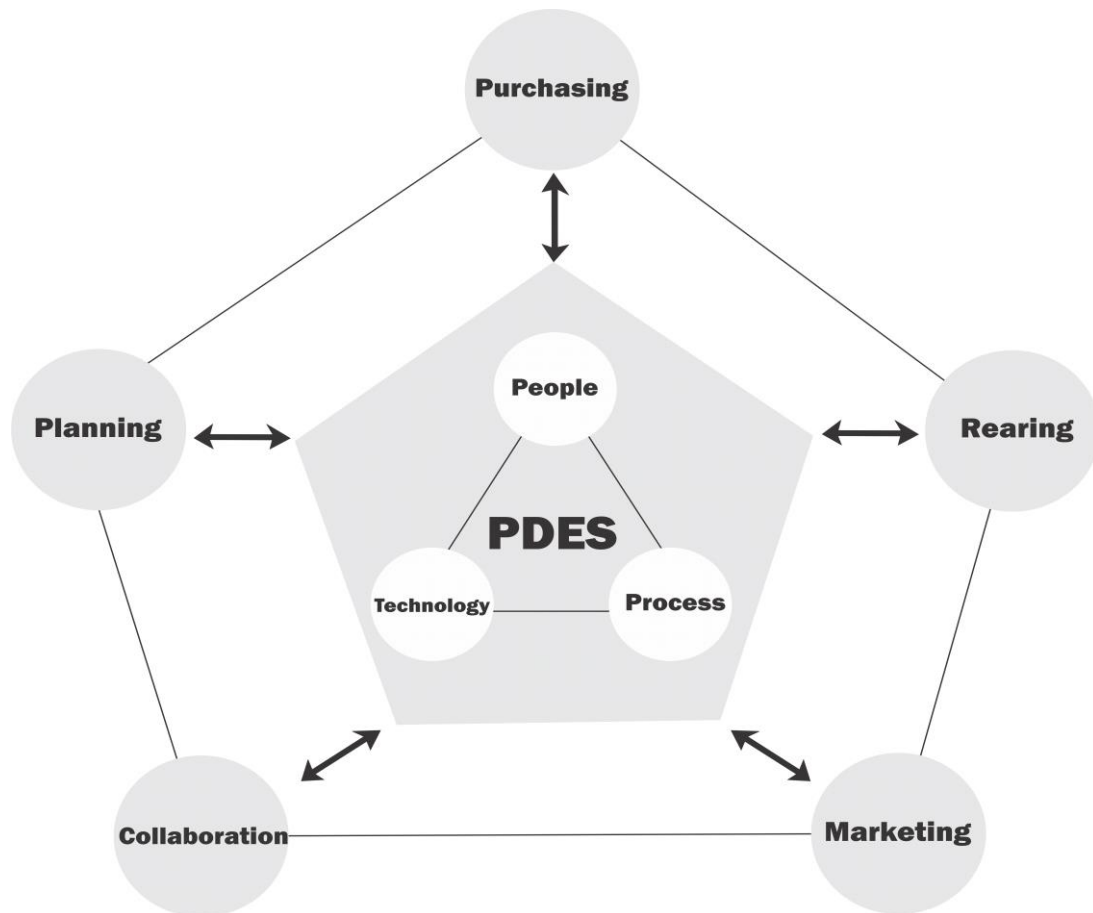 Purchasing
People
Planning
Rearing
PDES
Technology
Process
Collaboration
Marketing